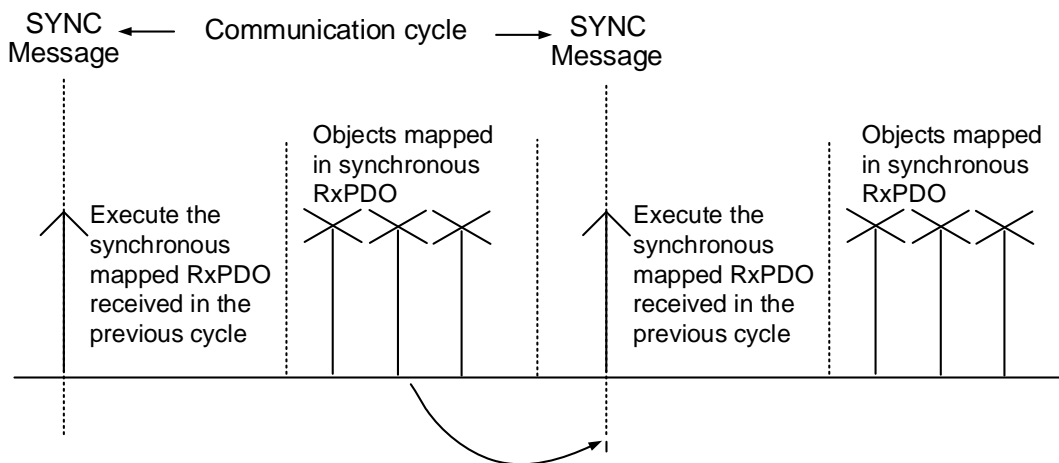 SYNC
Message
Communication cycle
SYNC
Message
Objects mapped
in synchronous
RxPDO
Objects mapped
in synchronous
RxPDO
Execute the
synchronous
mapped RxPDO
received in the
previous cycle
Execute the
synchronous
mapped RxPDO
received in the
previous cycle